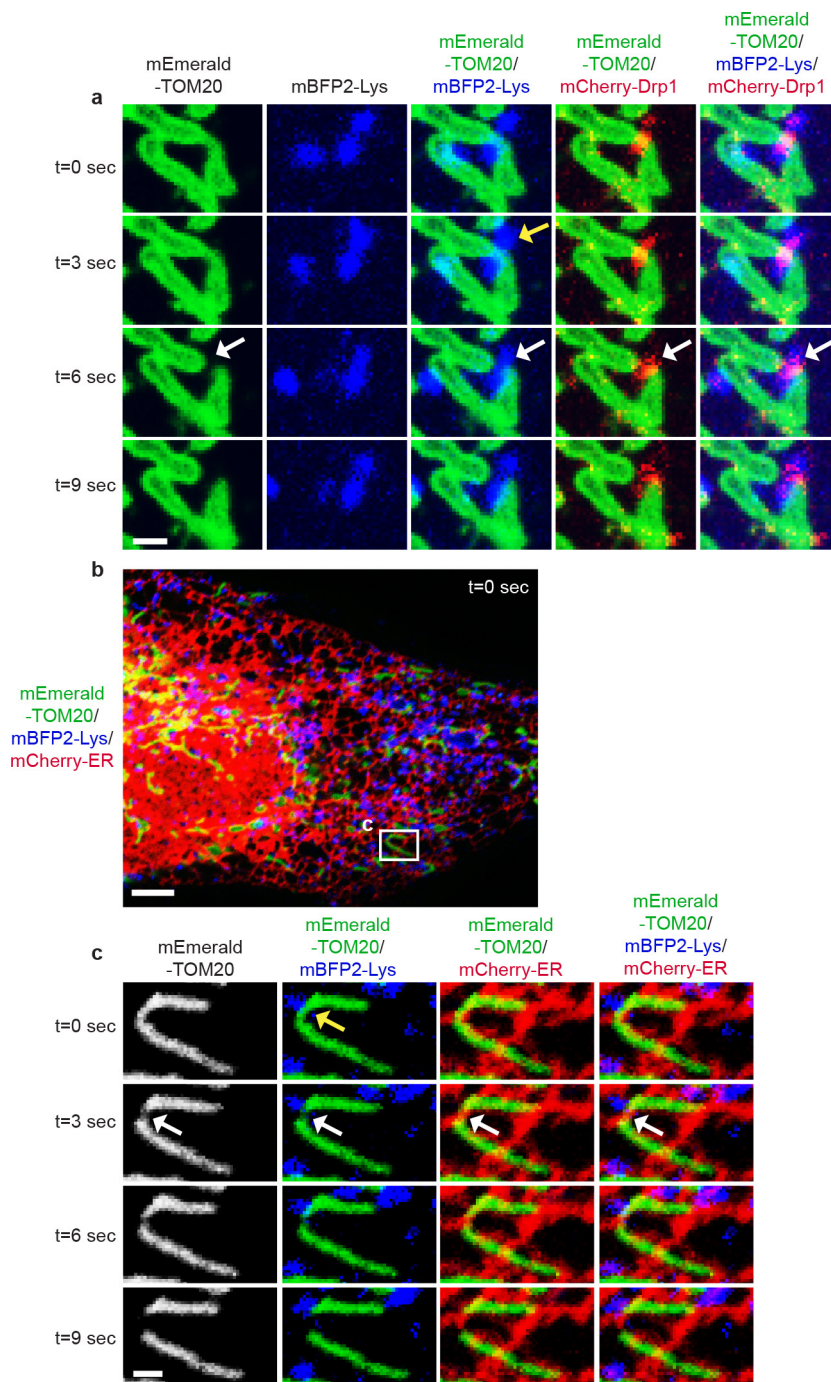 a
mEmerald
-TOM20
mBFP2-Lys
mEmerald
-TOM20/
mBFP2-Lys
mEmerald
-TOM20/
mCherry-Drp1
mEmerald
-TOM20/
mBFP2-Lys/
mCherry-Drp1
t=0 sec
t=3 sec
t=6 sec
t=9 sec
b
t=0 sec
mEmerald
-TOM20/
mBFP2-Lys/
mCherry-ER
c
c
mEmerald
-TOM20
mEmerald
-TOM20/
mBFP2-Lys
mEmerald
-TOM20/
mCherry-ER
mEmerald
-TOM20/
mBFP2-Lys/
mCherry-ER
t=0 sec
t=3 sec
t=6 sec
t=9 sec